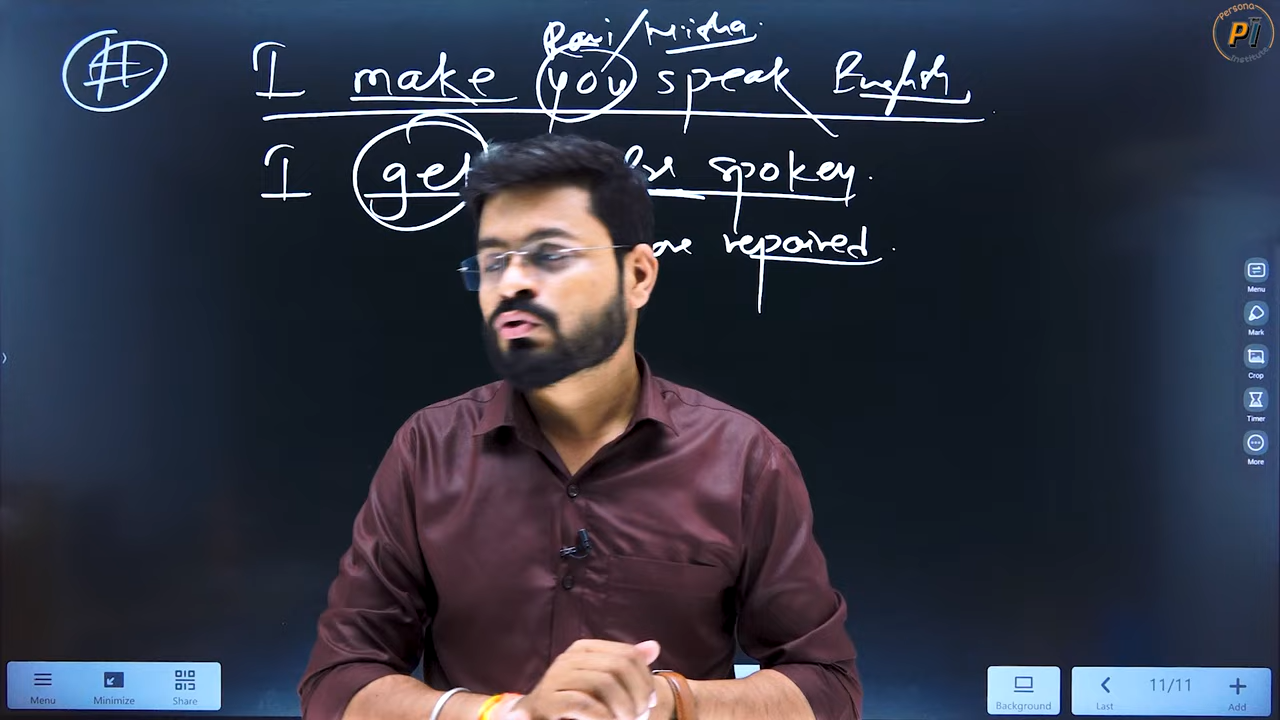 Ravi / Misha.
# I make you speak English
I get spoken.
repaired.
Persona
PI
Institute
Menu
Mark
Crop
Timer
More
Menu
Minimize
Share
Background
Last
11/11
Add